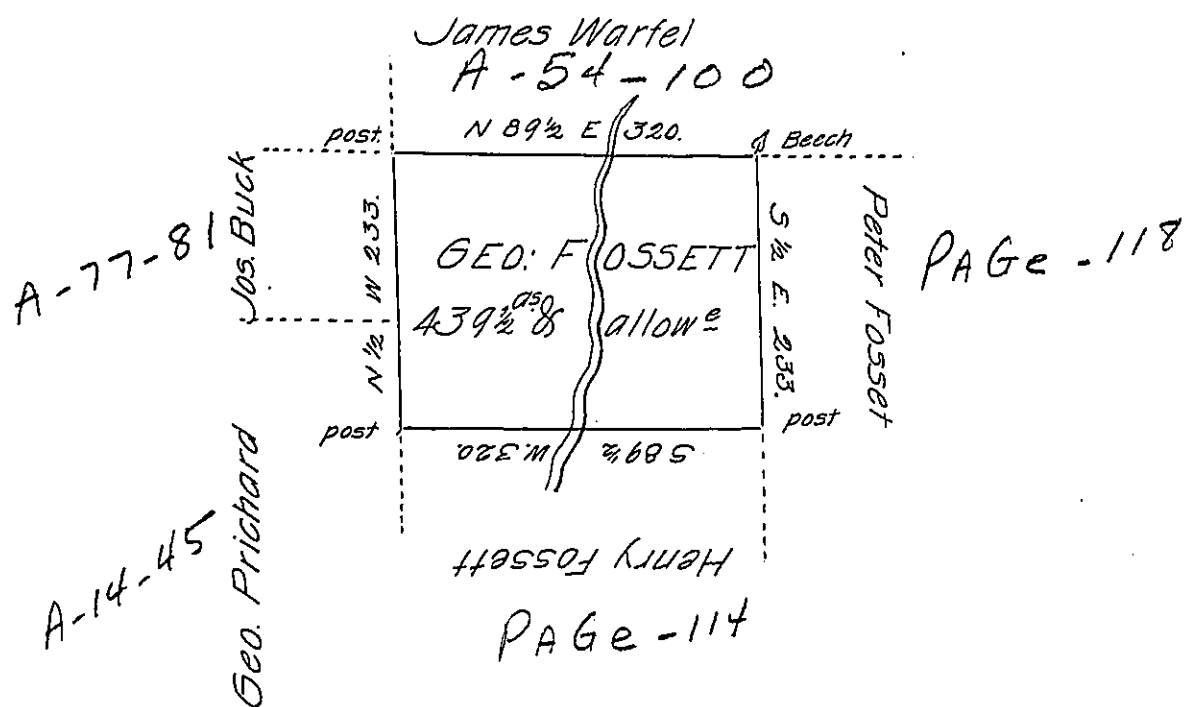 James Warfel
A-54-100
N 89½ E 320.
post.
Beech
Jos. Buck
A-77-81
N ½ W 233.
GEO: FOSSETT
439½ as. & allowe
S ½ E. 233.
Peter Fosset
PAGe-118
post
post
S 89½ W. 320.
Geo. Prichard
A-14-45
Henry Fossett
PAGe-114